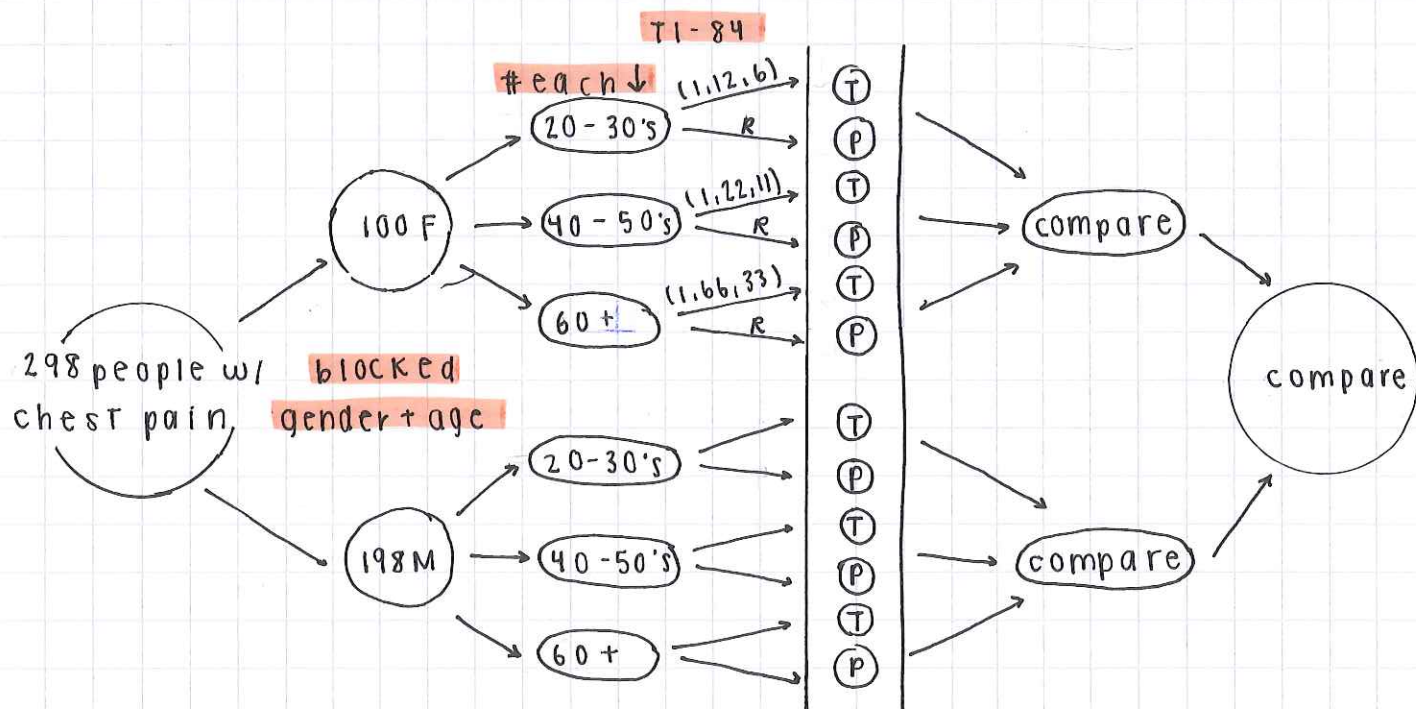 TI-84
#each ↓
(1,12,6)
20-30's
R
T
P
(1,22,11)
100 F
40-50's
R
T
P
compare
(1,66,33)
60+
R
T
P
298 people w/
chest pain
blocked
gender + age
compare
20-30's
T
P
198M
40-50's
T
P
compare
60+
T
P